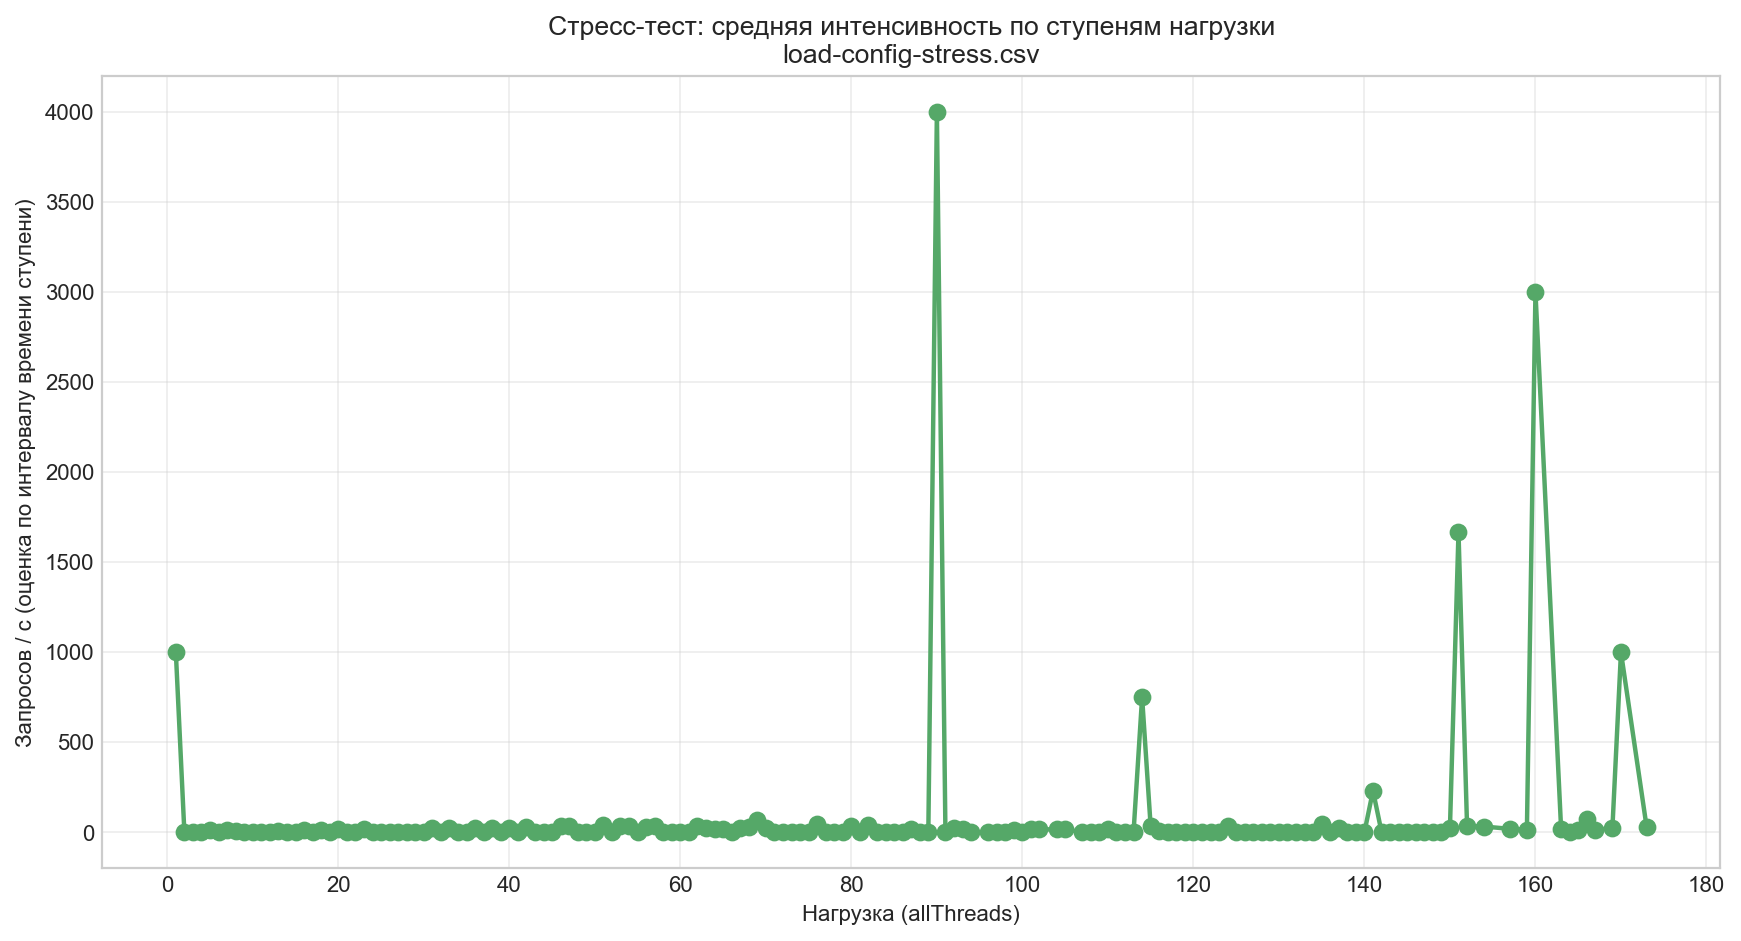 Стресс-тест: средняя интенсивность по ступеням нагрузки
load-config-stress.csv
Запросов / с (оценка по интервалу времени ступени)
4000
3500
3000
2500
2000
1500
1000
500
0
0 20 40 60 80 100 120 140 160 180
Нагрузка (allThreads)